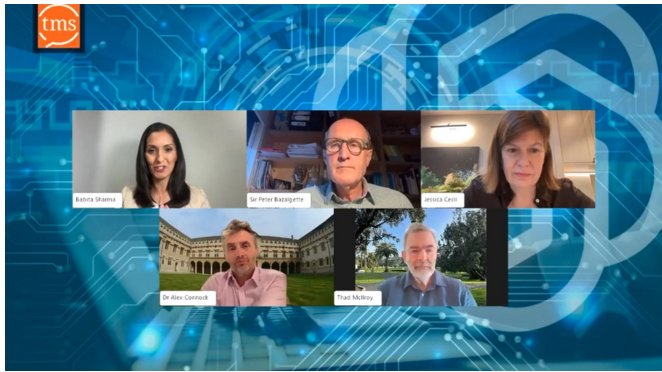 tms
Babita Sharma
Sir Peter Bazalgette
Jessica Cecil
Dr Alex Connock
Thad McIlroy